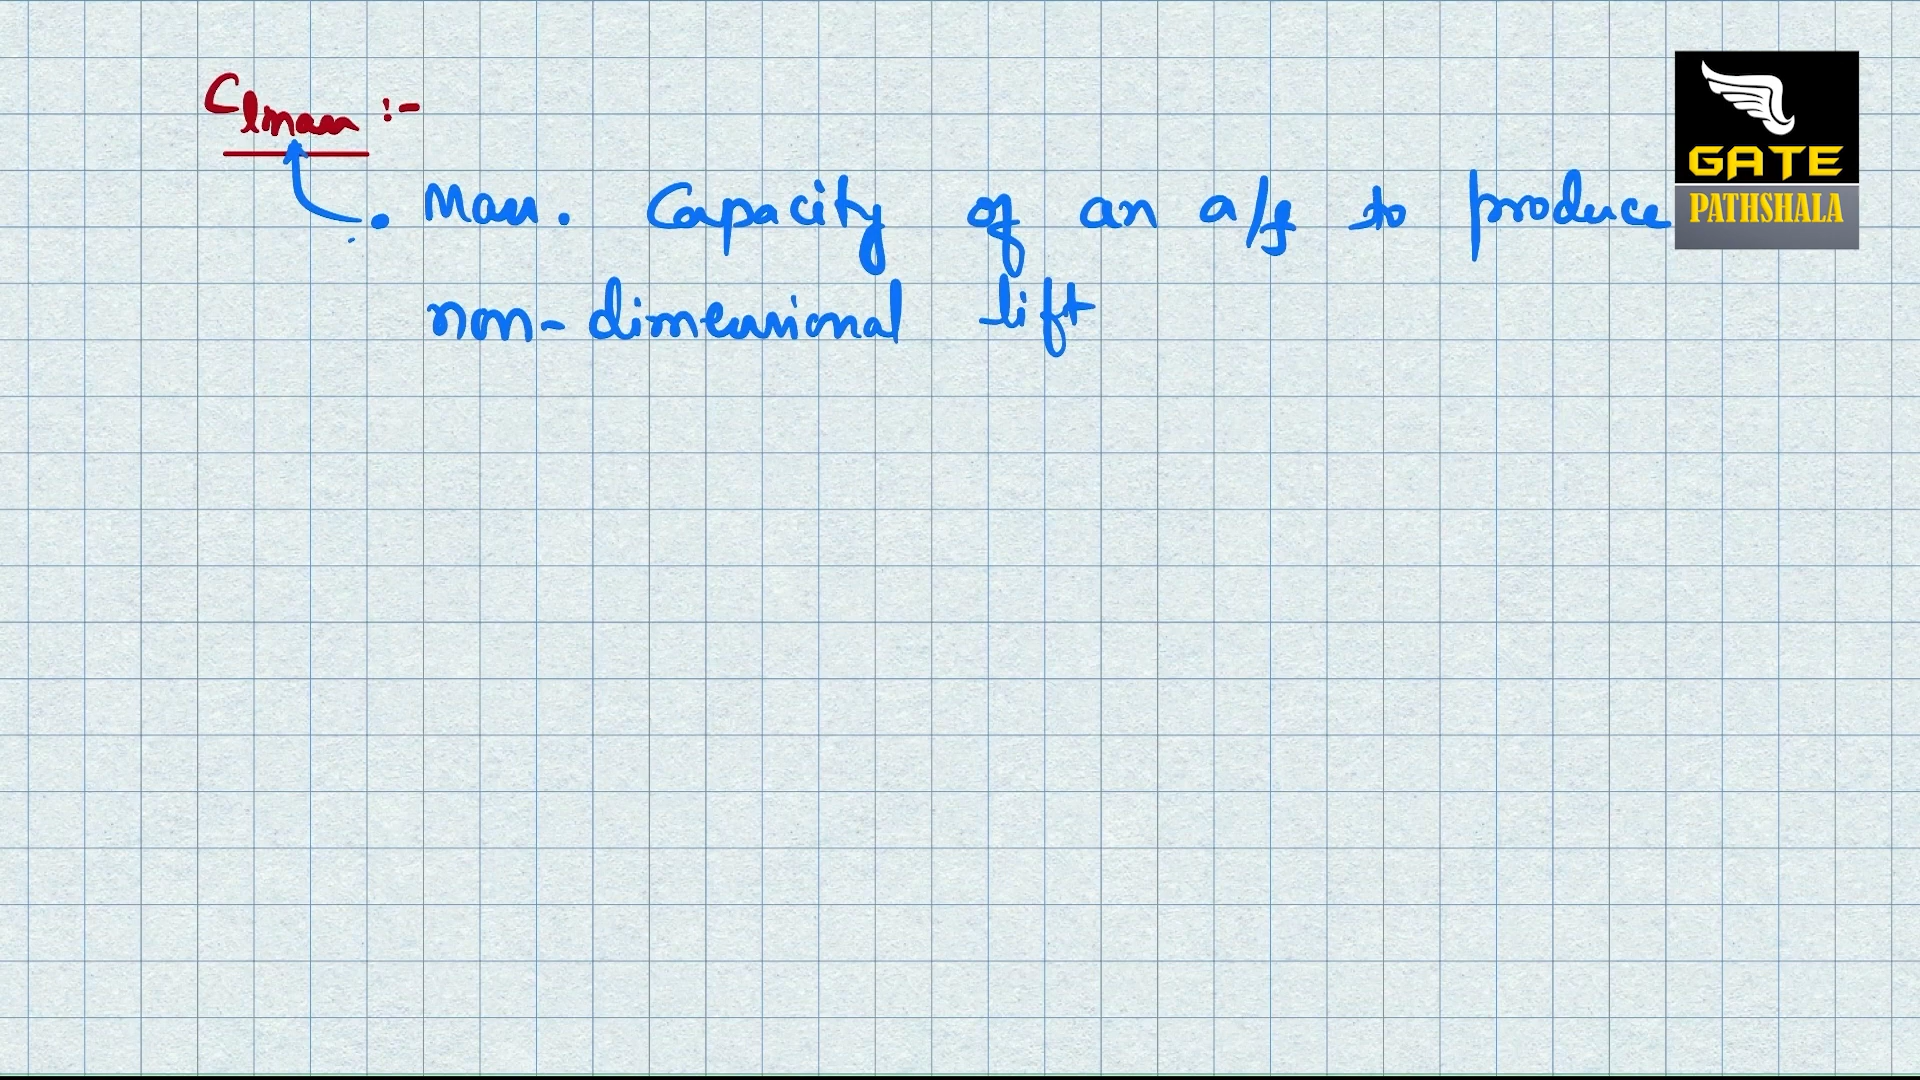 Clmax :-
• Max. Capacity of an a/f to produce
non-dimensional lift
GATE
PATHSHALA